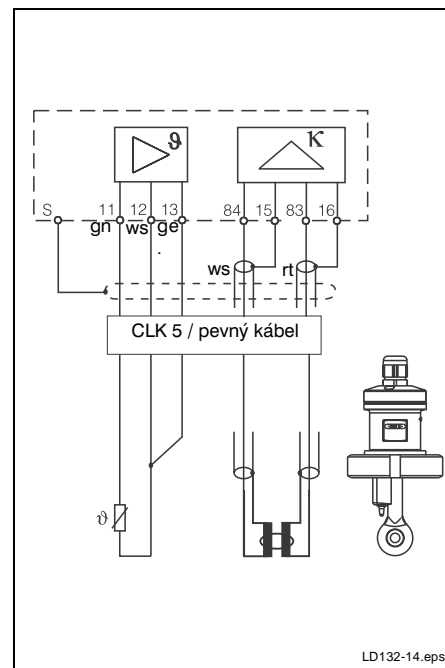 ϑ
K
S 11 12 13 84 15 83 16
gn ws ge
.
ws rt
CLK 5 / pevný kábel
ϑ
LD132-14.eps